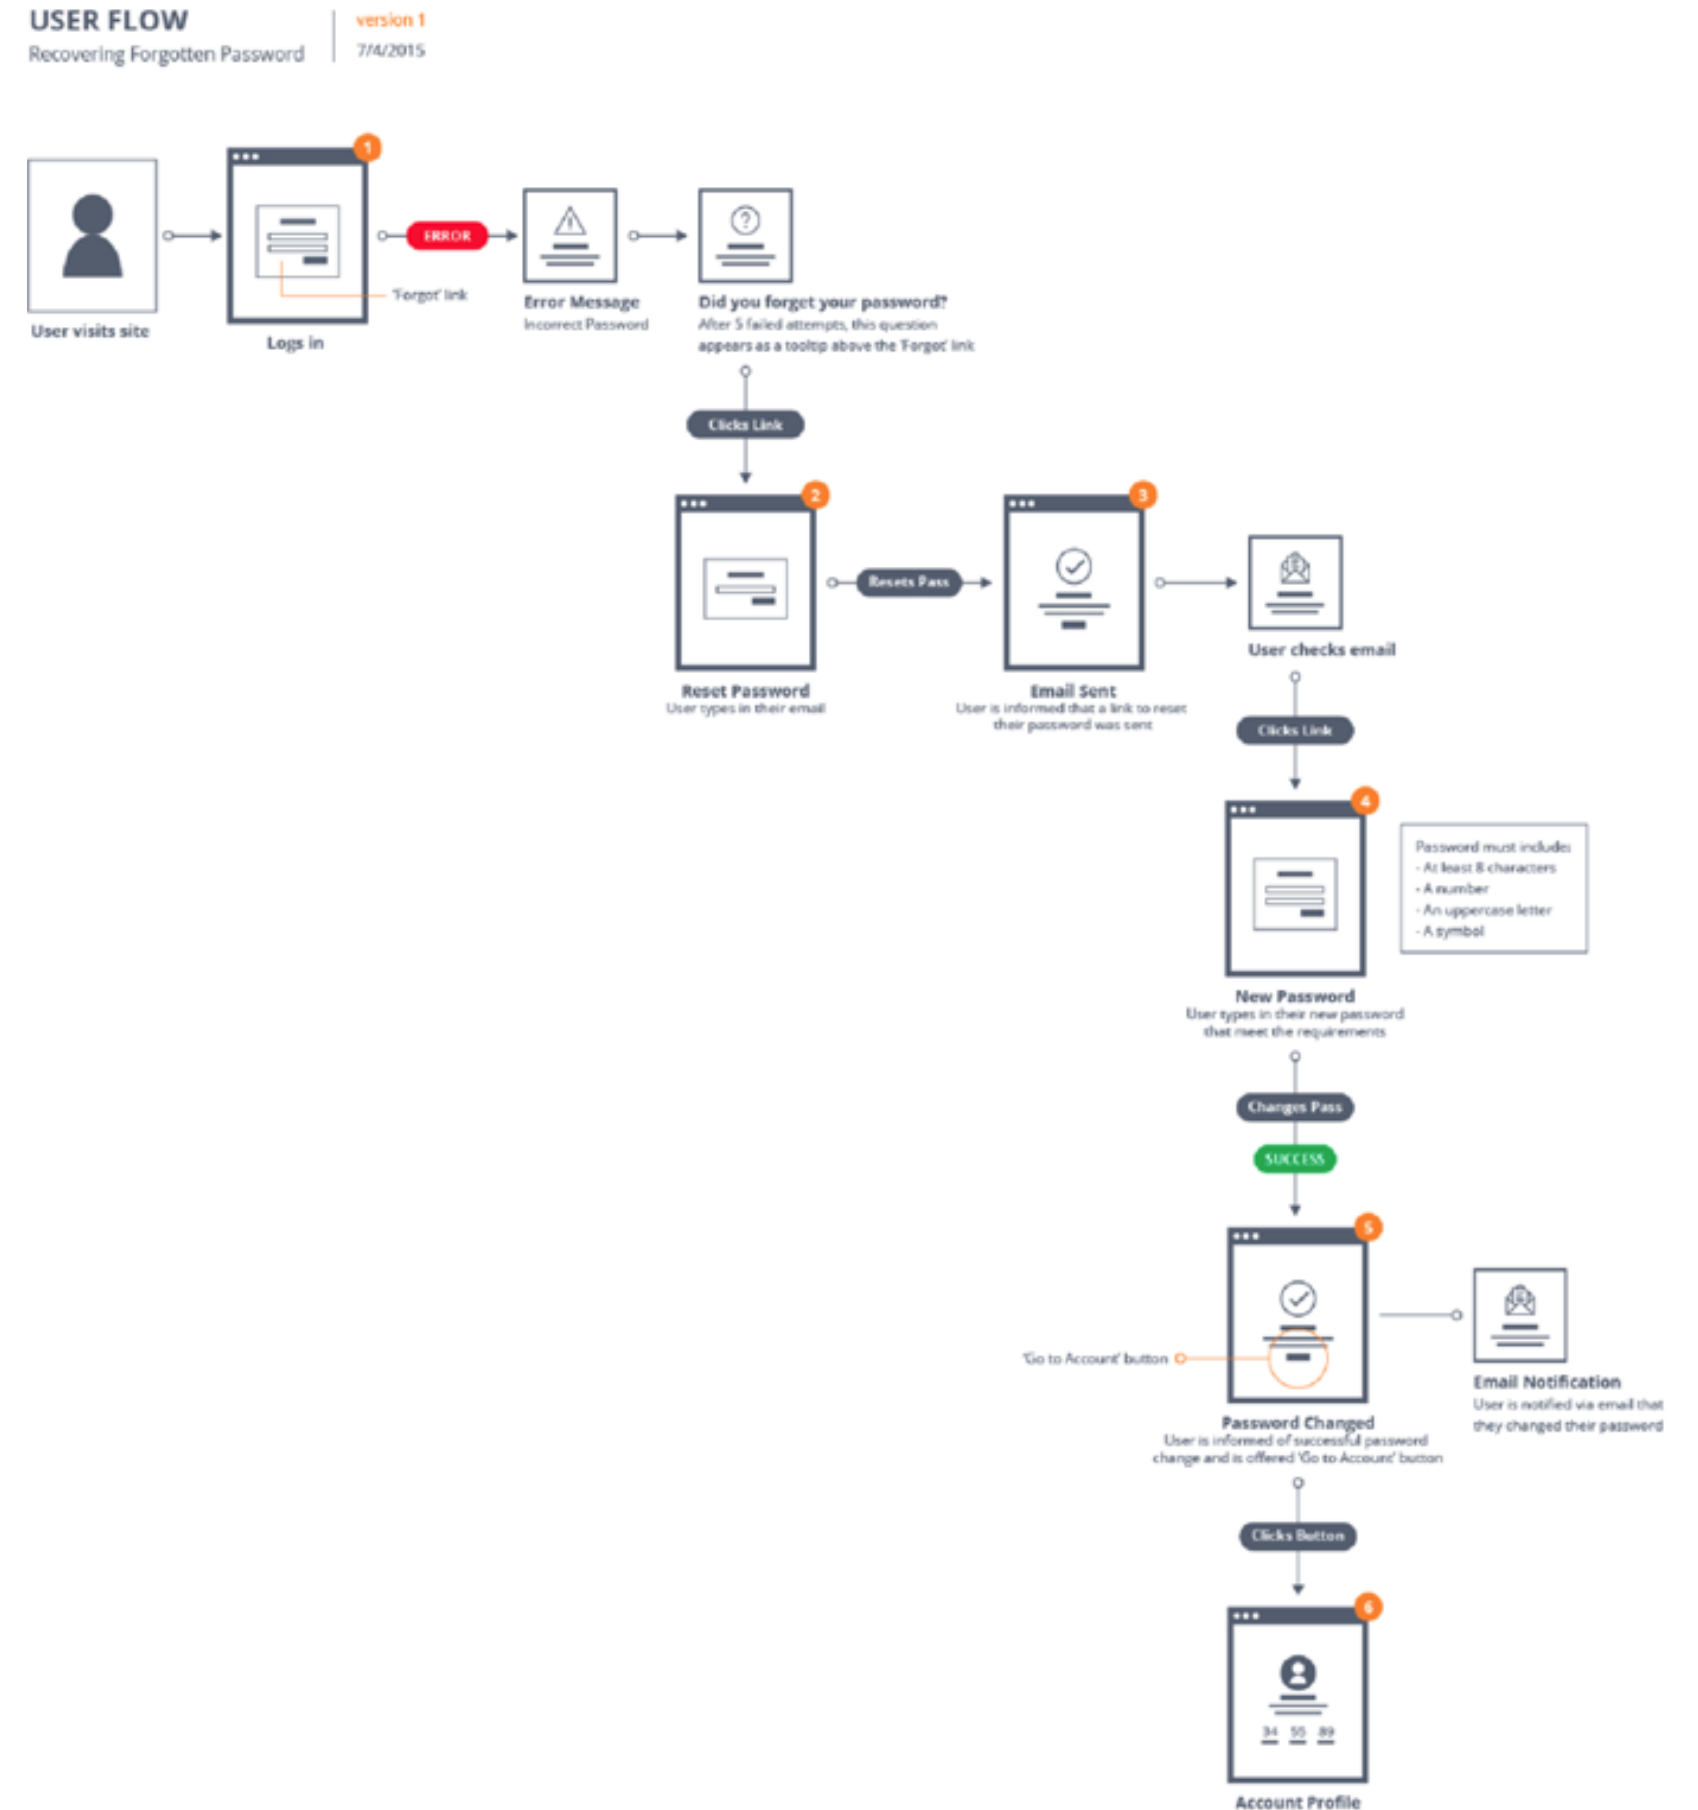 USER FLOW
Recovering Forgotten Password
version 1
7/4/2015
1
ERROR
'Forgot' link
User visits site
Logs in
Error Message
Incorrect Password
?
Did you forget your password?
After 5 failed attempts, this question
appears as a tooltip above the 'Forgot' link
Clicks Link
2
Resets Pass
3
Reset Password
User types in their email
Email Sent
User is informed that a link to reset
their password was sent
User checks email
Clicks Link
4
Password must include:
- At least 8 characters
- A number
- An uppercase letter
- A symbol
New Password
User types in their new password
that meet the requirements
Changes Pass
SUCCESS
5
'Go to Account' button
Password Changed
User is informed of successful password
change and is offered 'Go to Account' button
Email Notification
User is notified via email that
they changed their password
Clicks Button
6
34 55 89
Account Profile